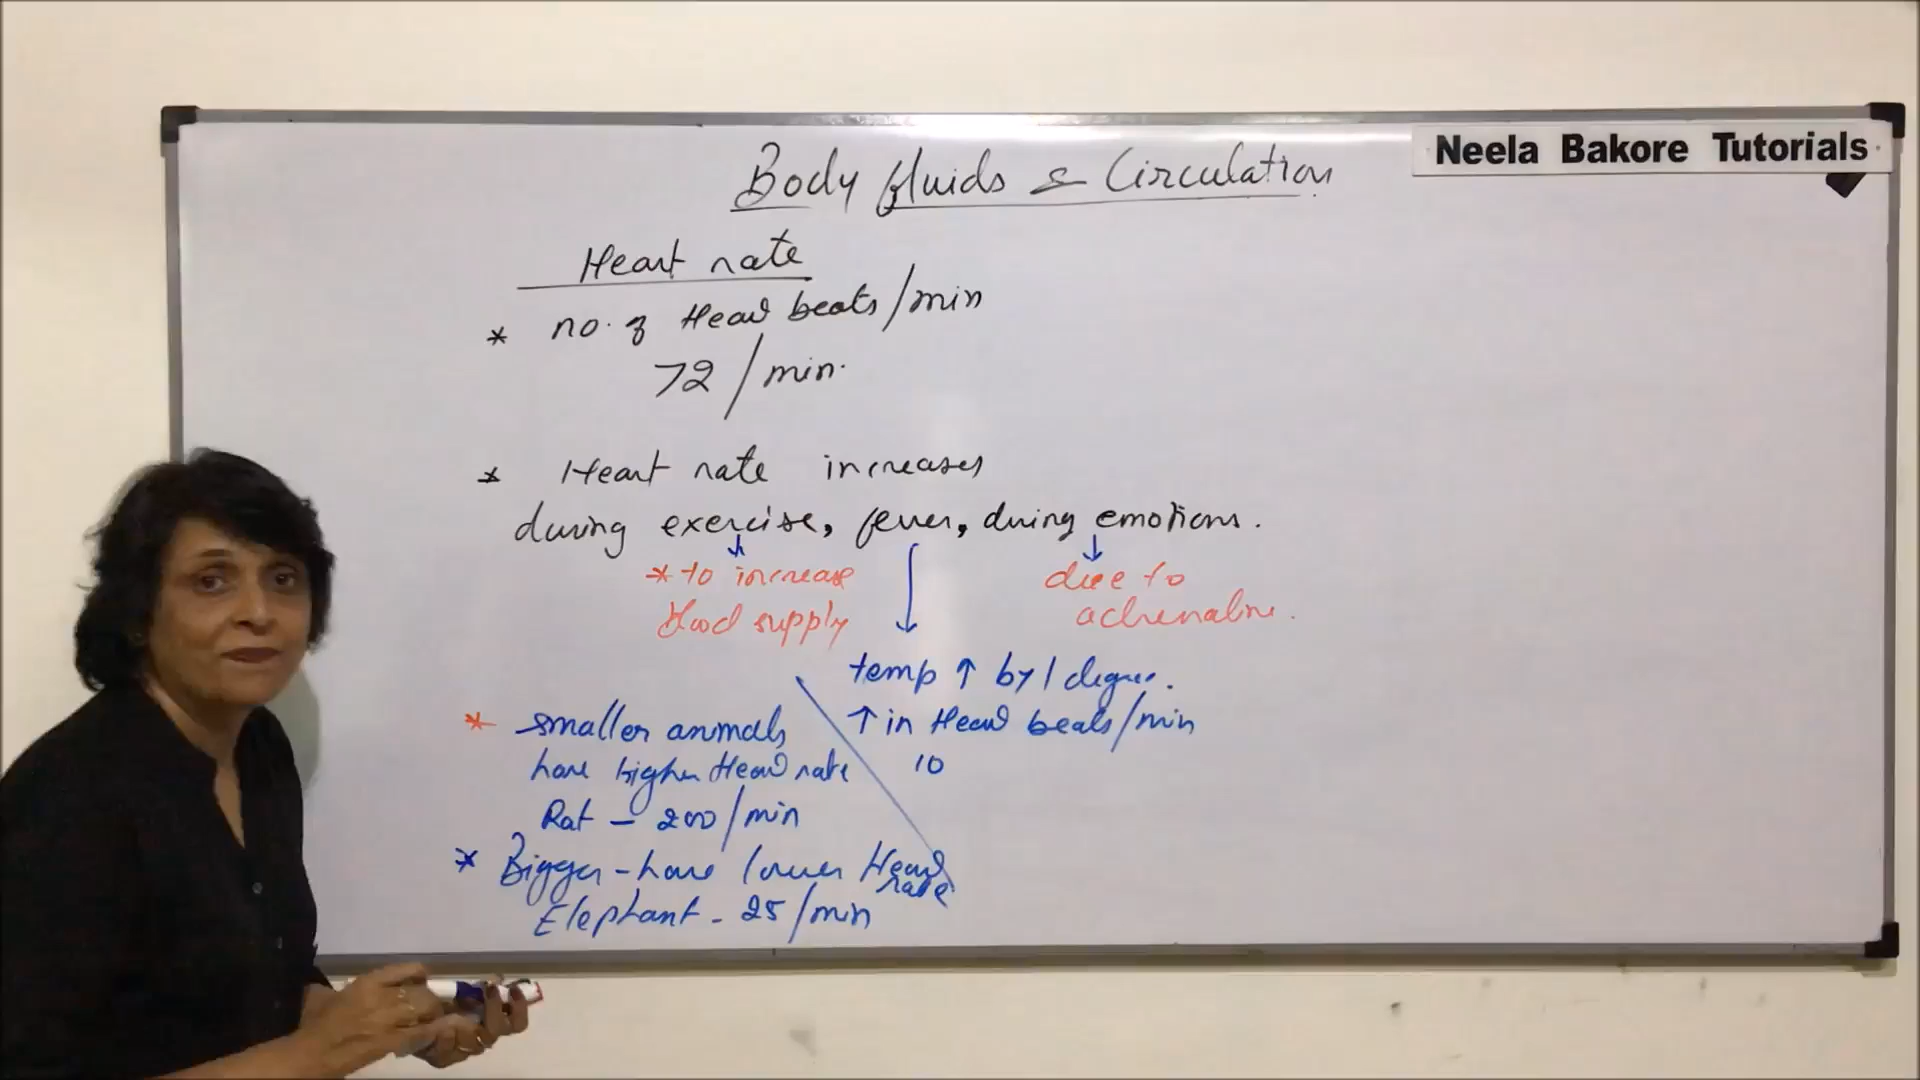 Neela Bakore Tutorials
Body fluids & Circulation
Heart rate
* no. of Heart beats/min
72/min.
* Heart rate increases
during exercise, fever, during emotions.
* to increase
blood supply
due to
adrenaline.
temp ↑ by 1 degree.
↑ in Heart beats/min
10
* smaller animals
have higher Heart rate
Rat - 200/min
* Bigger - have lower Heart
rate
Elephant - 25/min